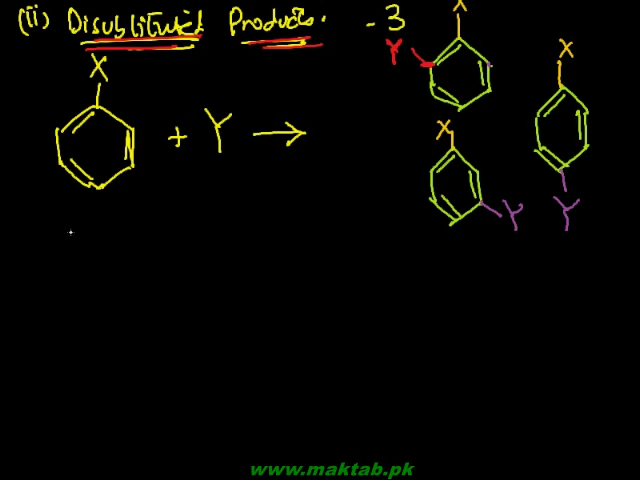 (ii) Disubstituted Products. - 3
X
Y
X
X
+ Y →
X
Y
Y
www.maktab.pk